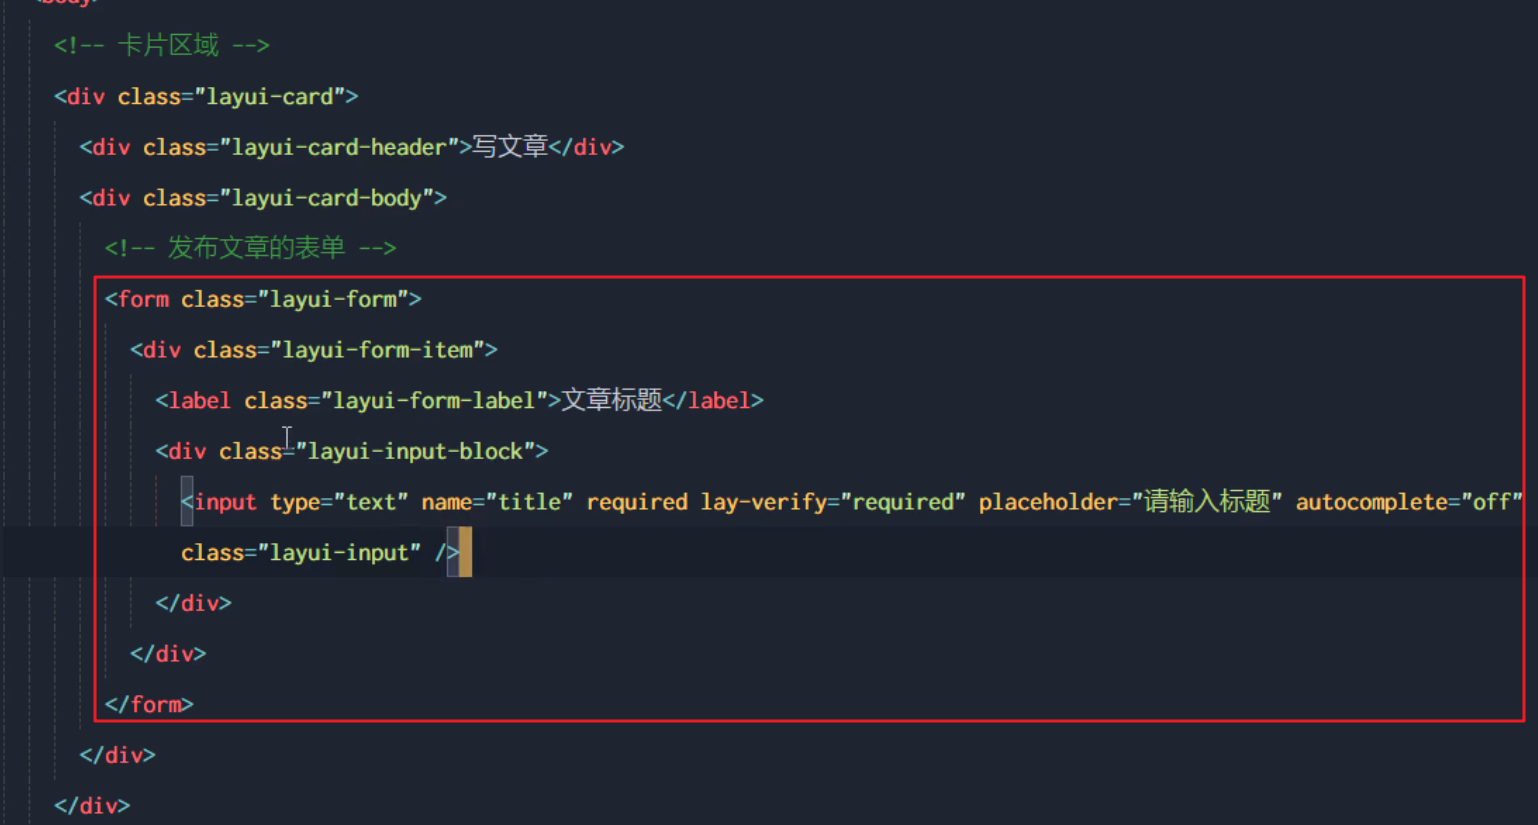 <body>
<!-- 卡片区域 -->
<div class="layui-card">
<div class="layui-card-header">写文章</div>
<div class="layui-card-body">
<!-- 发布文章的表单 -->
<form class="layui-form">
<div class="layui-form-item">
<label class="layui-form-label">文章标题</label>
<div class="layui-input-block">
<input type="text" name="title" required lay-verify="required" placeholder="请输入标题" autocomplete="off"
class="layui-input" />
</div>
</div>
</form>
</div>
</div>